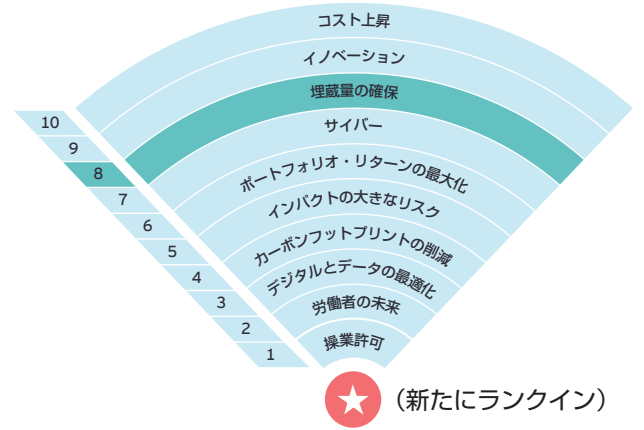 コスト上昇
イノベーション
埋蔵量の確保
サイバー
ポートフォリオ・リターンの最大化
インパクトの大きなリスク
カーボンフットプリントの削減
デジタルとデータの最適化
労働者の未来
操業許可
10
9
8
7
6
5
4
3
2
1
(新たにランクイン)